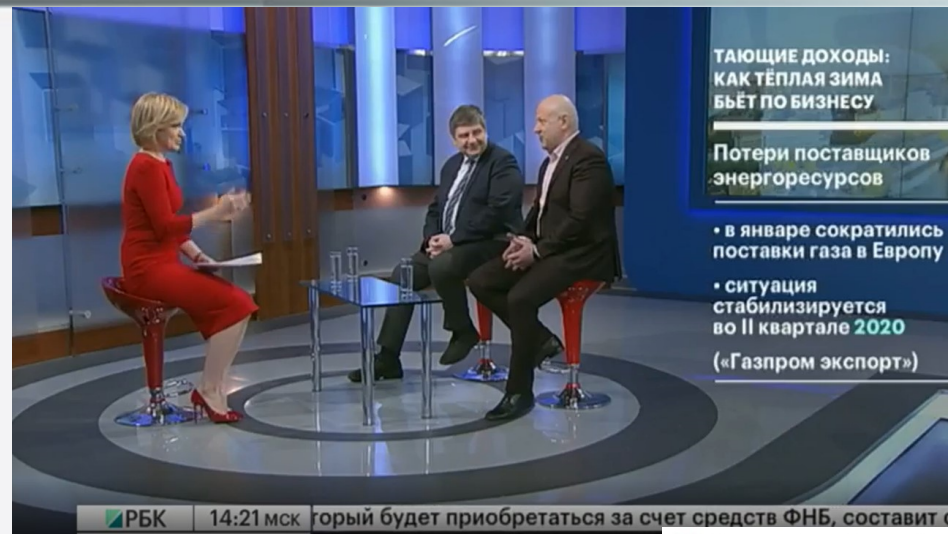 ТАЮЩИЕ ДОХОДЫ:
КАК ТЁПЛАЯ ЗИМА
БЬЁТ ПО БИЗНЕСУ
Потери поставщиков
энергоресурсов
• в январе сократились
поставки газа в Европу
• ситуация
стабилизируется
во II квартале 2020
(«Газпром экспорт»)
РБК 14:21 МСК горый будет приобретаться за счет средств ФНБ, составит